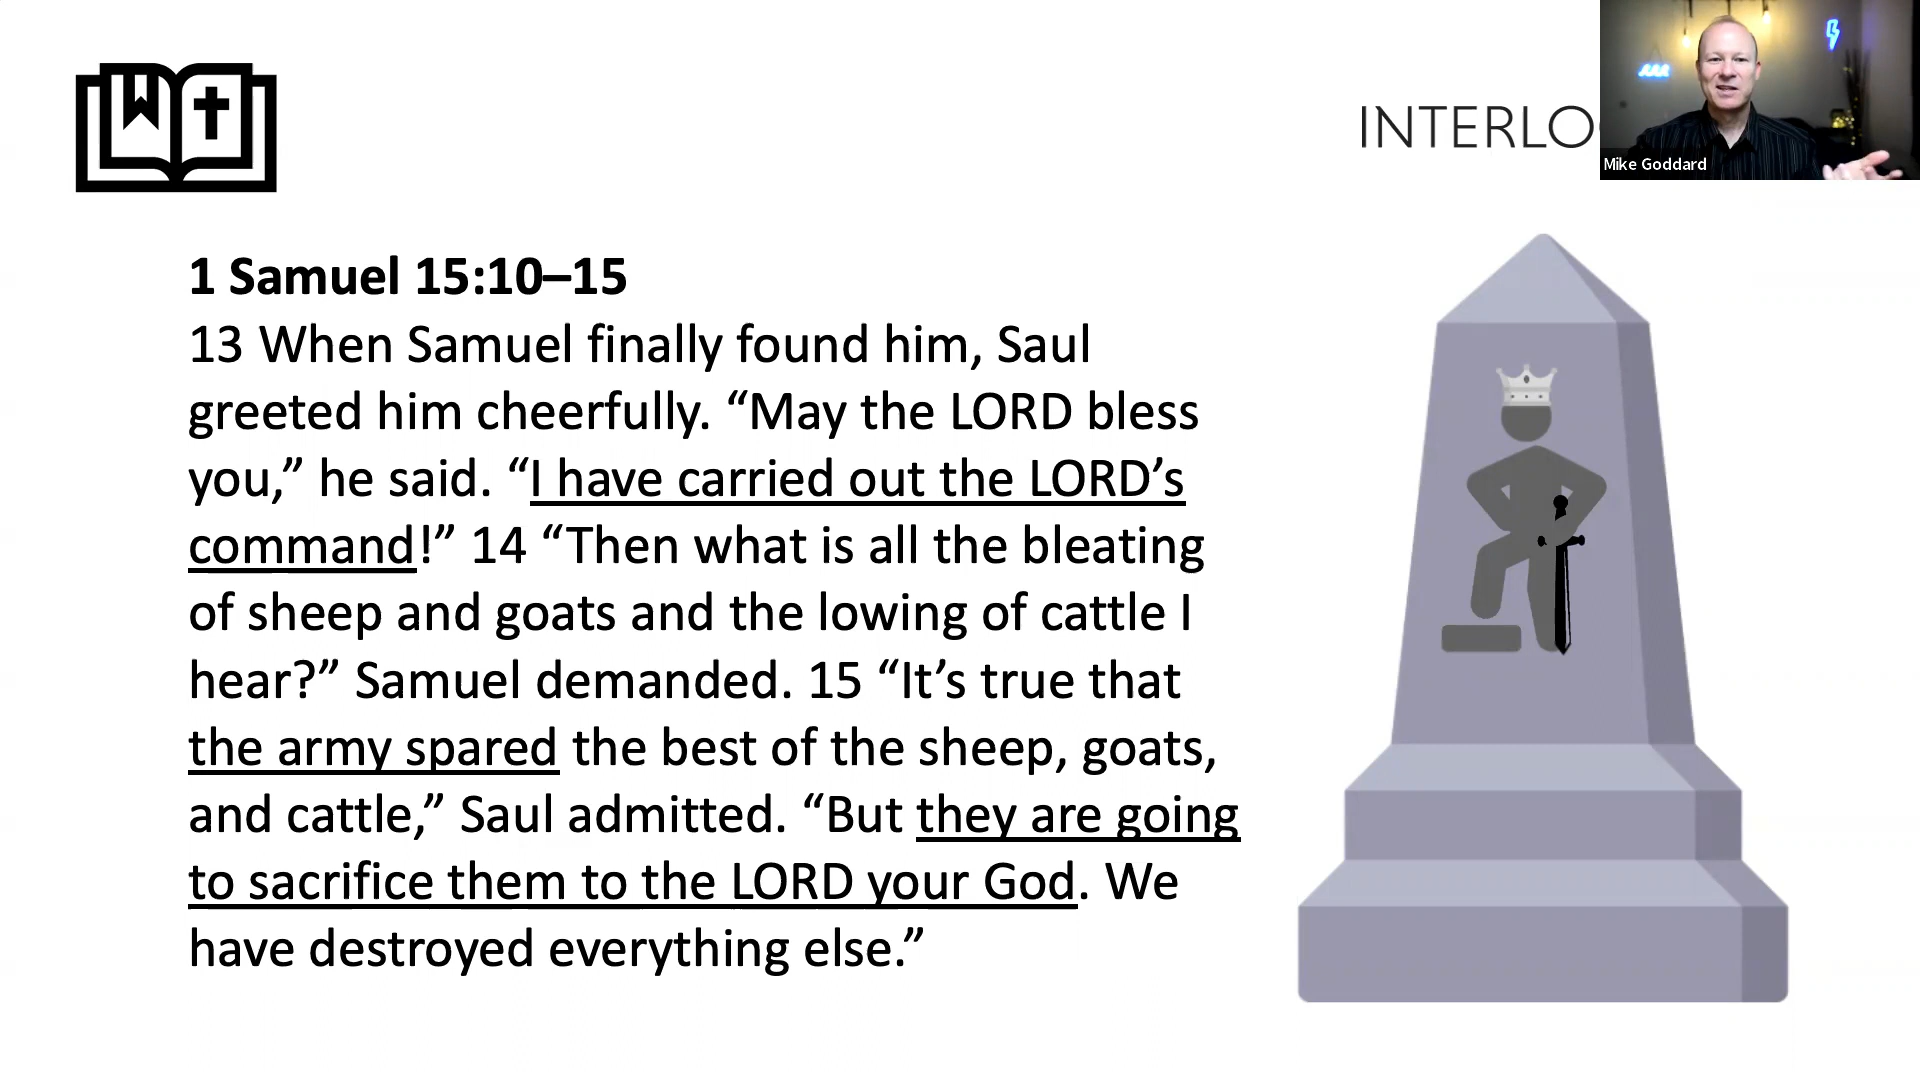 INTERLO
Mike Goddard
1 Samuel 15:10–15
13 When Samuel finally found him, Saul
greeted him cheerfully. “May the LORD bless
you,” he said. “I have carried out the LORD’s
command!” 14 “Then what is all the bleating
of sheep and goats and the lowing of cattle I
hear?” Samuel demanded. 15 “It’s true that
the army spared the best of the sheep, goats,
and cattle,” Saul admitted. “But they are going
to sacrifice them to the LORD your God. We
have destroyed everything else.”